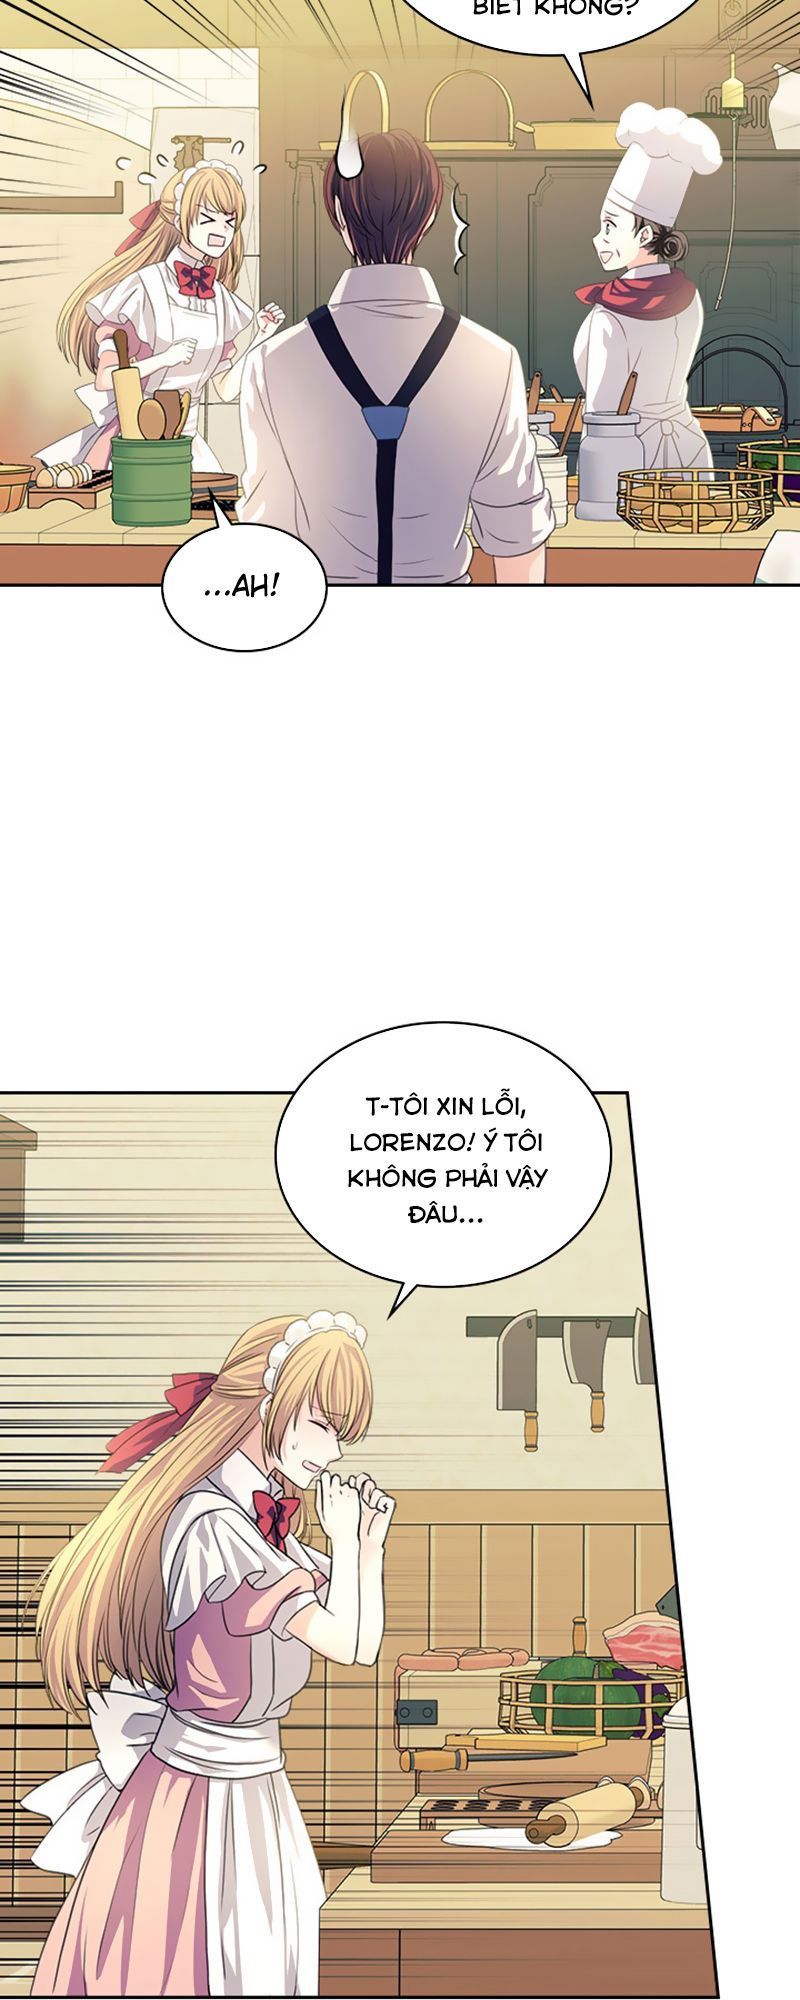 BIẾT KHÔNG?
...AH!
T-TÔI XIN LỖI,
LORENZO! Ý TÔI
KHÔNG PHẢI VẬY
ĐÂU...